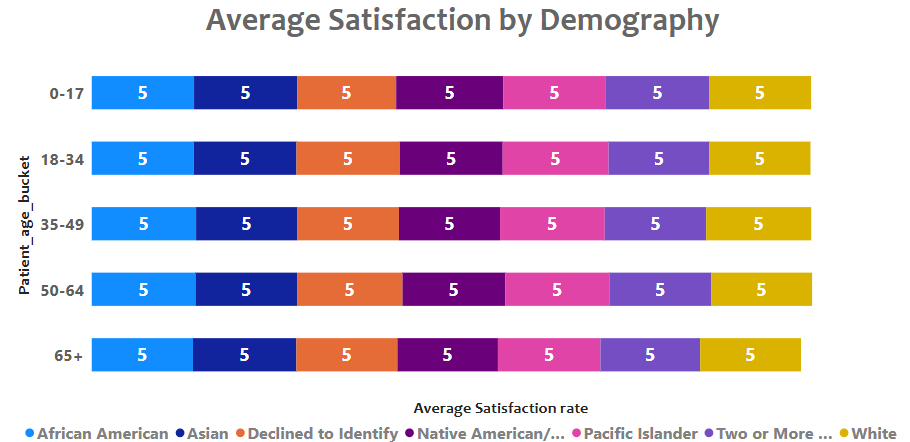 Average Satisfaction by Demography
Patient_age_bucket
0-17 5 5 5 5 5 5 5
18-34 5 5 5 5 5 5 5
35-49 5 5 5 5 5 5 5
50-64 5 5 5 5 5 5 5
65+ 5 5 5 5 5 5 5
Average Satisfaction rate
African American Asian Declined to Identify Native American/... Pacific Islander Two or More ... White